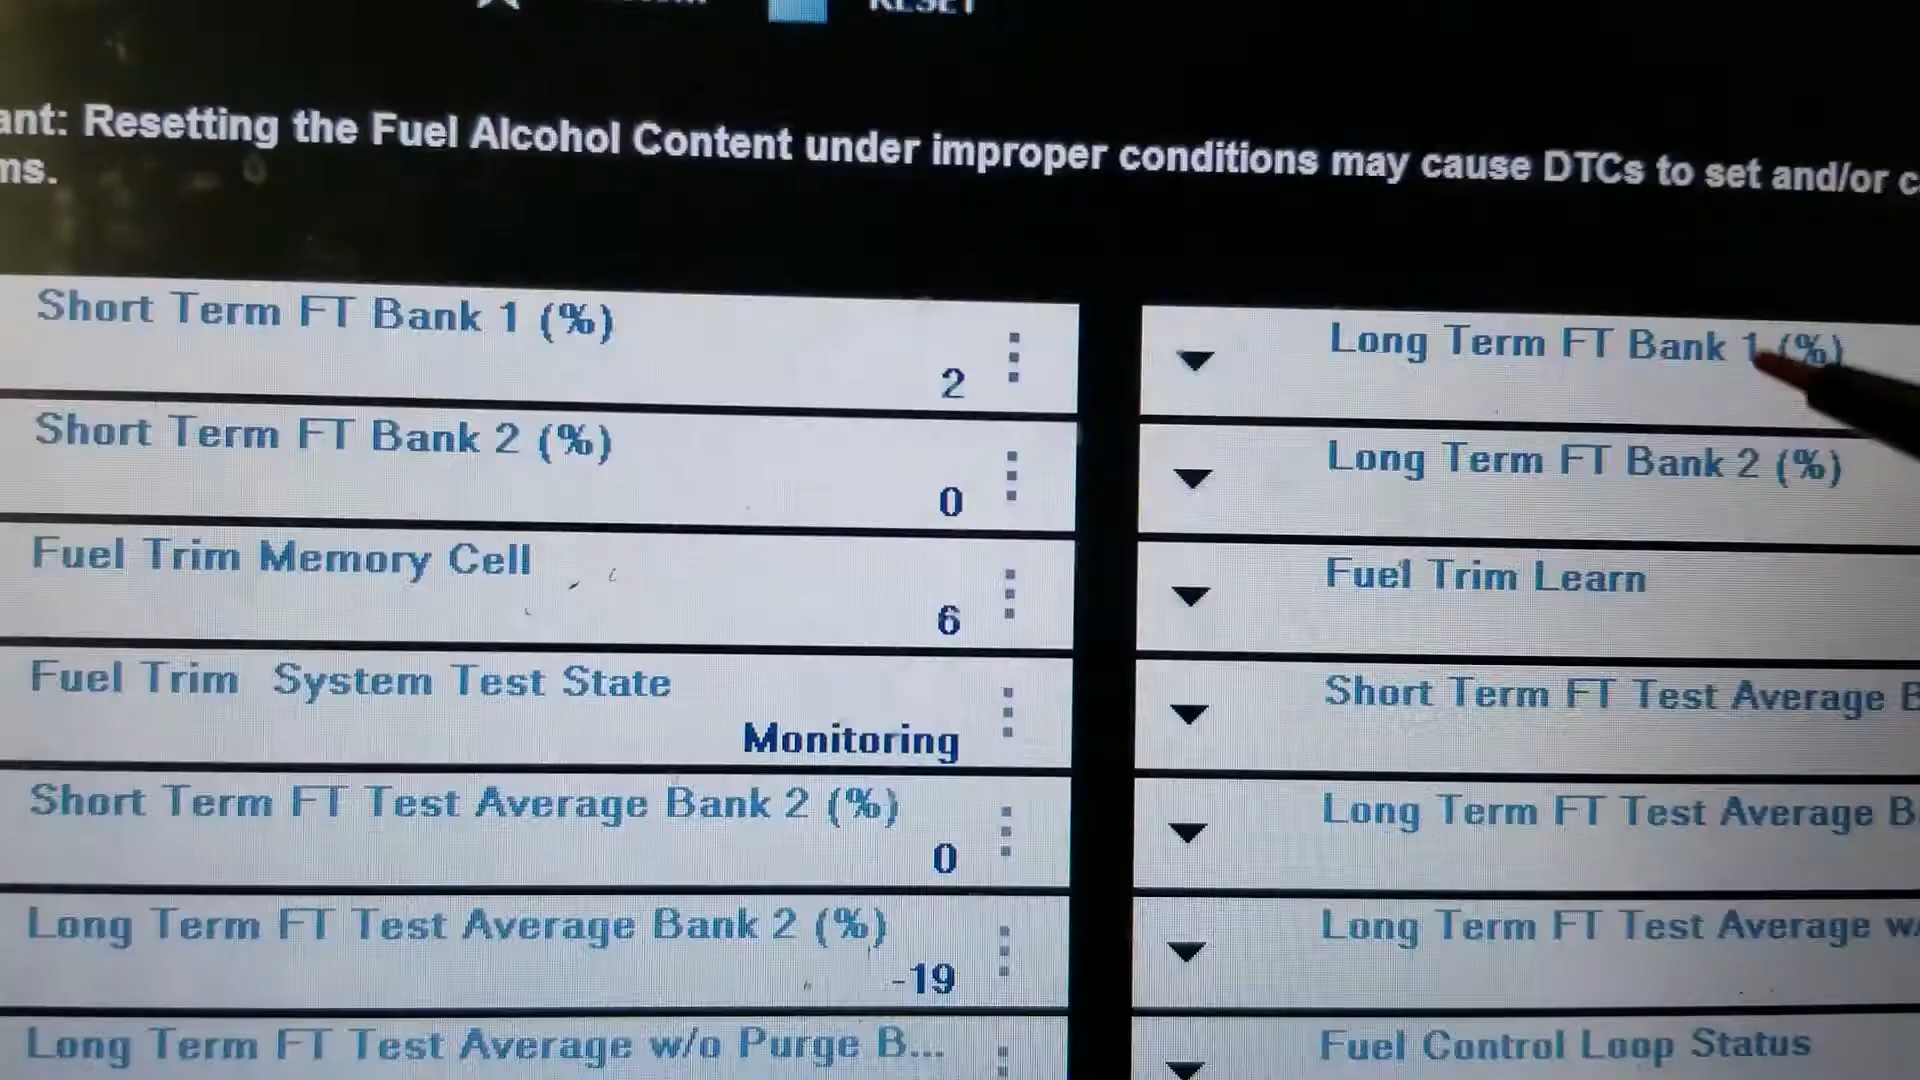 RESET
ant: Resetting the Fuel Alcohol Content under improper conditions may cause DTCs to set and/or c
ms.
Short Term FT Bank 1 (%)
2
Long Term FT Bank 1 (%)
Short Term FT Bank 2 (%)
0
Long Term FT Bank 2 (%)
Fuel Trim Memory Cell
6
Fuel Trim Learn
Fuel Trim System Test State
Monitoring
Short Term FT Test Average B
Short Term FT Test Average Bank 2 (%)
0
Long Term FT Test Average B
Long Term FT Test Average Bank 2 (%)
-19
Long Term FT Test Average w/
Long Term FT Test Average w/o Purge B...
Fuel Control Loop Status